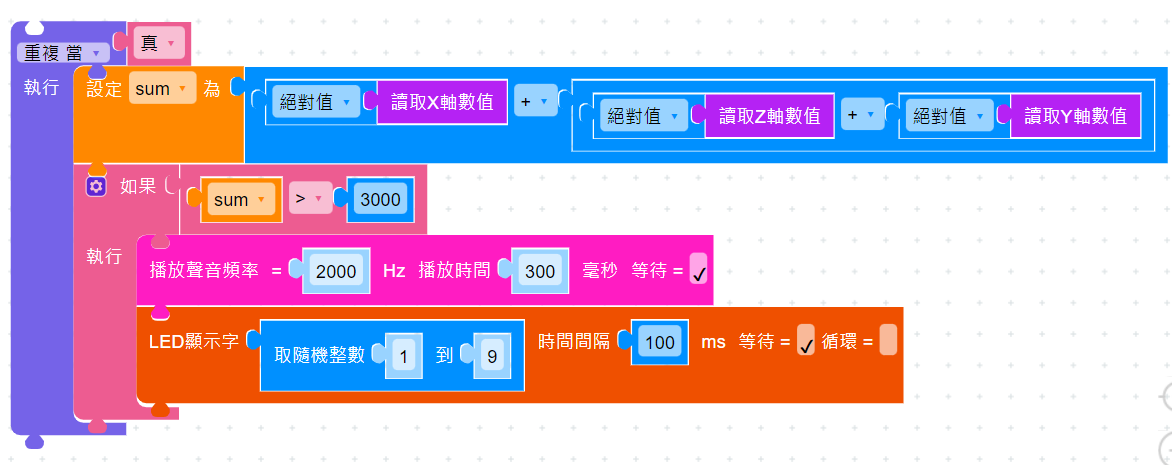 重複 當 真
執行 設定 sum 為 絕對值 讀取X軸數值 + 絕對值 讀取Z軸數值 + 絕對值 讀取Y軸數值
如果 sum > 3000
執行 播放聲音頻率 = 2000 Hz 播放時間 300 毫秒 等待 =
LED顯示字 取隨機整數 1 到 9 時間間隔 100 ms 等待 = 循環 =